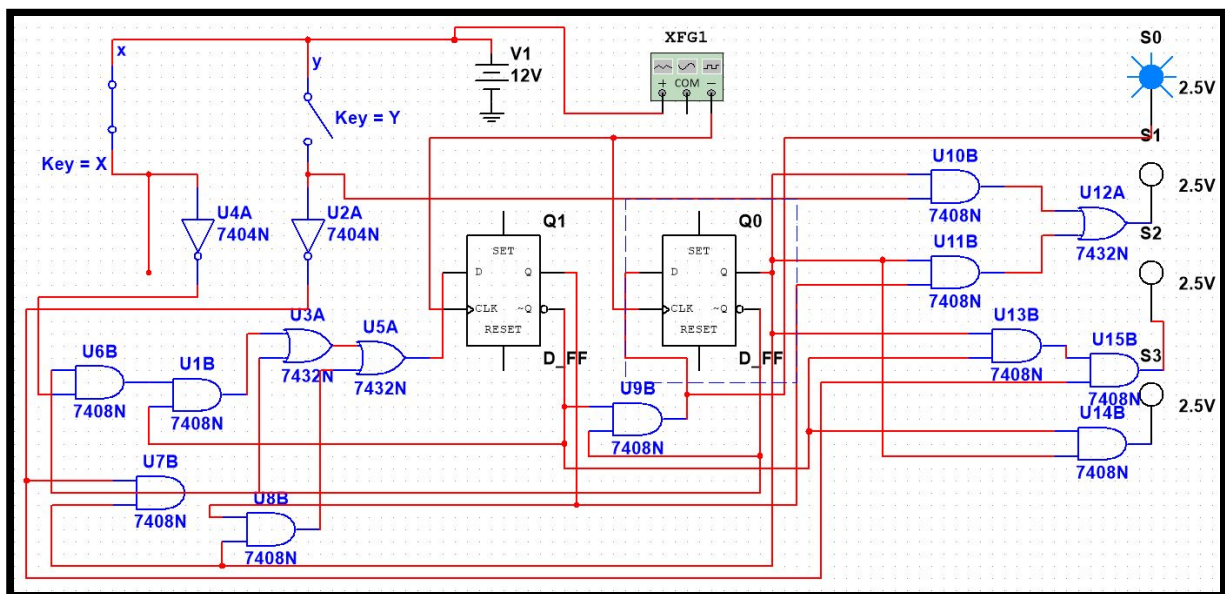 x
y
Key = X
Key = Y
V1
12V
XFG1
+
COM
−
S0
2.5V
S1
2.5V
S2
2.5V
S3
2.5V
U4A
7404N
U2A
7404N
Q1
SET
D
Q
CLK
~Q
RESET
D_FF
Q0
SET
D
Q
CLK
~Q
RESET
D_FF
U10B
7408N
U12A
7432N
U11B
7408N
U3A
7432N
U5A
7432N
U6B
7408N
U1B
7408N
U9B
7408N
U13B
7408N
U15B
7408N
U14B
7408N
U7B
7408N
U8B
7408N